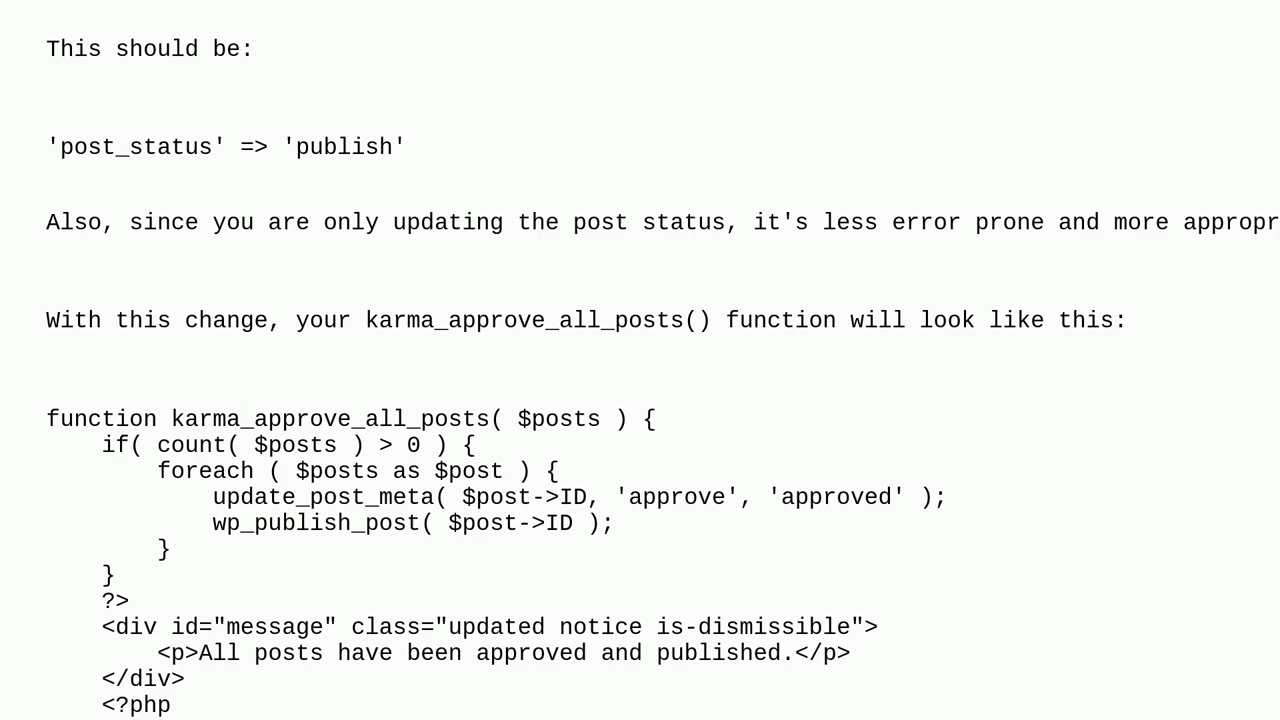 This should be:
'post_status' => 'publish'
Also, since you are only updating the post status, it's less error prone and more
With this change, your karma_approve_all_posts() function will look like this:
function karma_approve_all_posts( $posts ) {
    if( count( $posts ) > 0 ) {
        foreach ( $posts as $post ) {
            update_post_meta( $post->ID, 'approve', 'approved' );
            wp_publish_post( $post->ID );
        }
    }
    ?>
    <div id="message" class="updated notice is-dismissible">
        <p>All posts have been approved and published.</p>
    </div>
    <?php